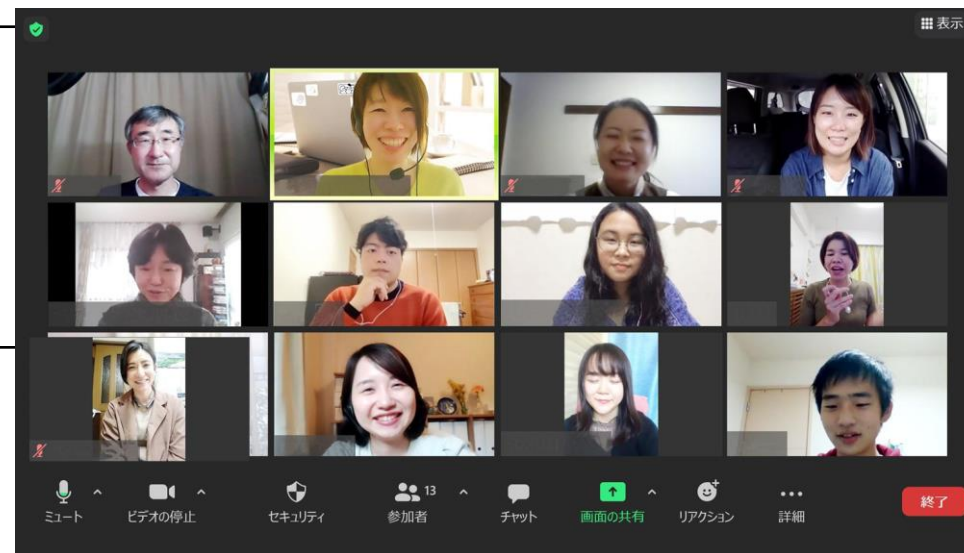 表示
ミュート
ビデオの停止
セキュリティ
参加者
13
チャット
画面の共有
リアクション
詳細
終了